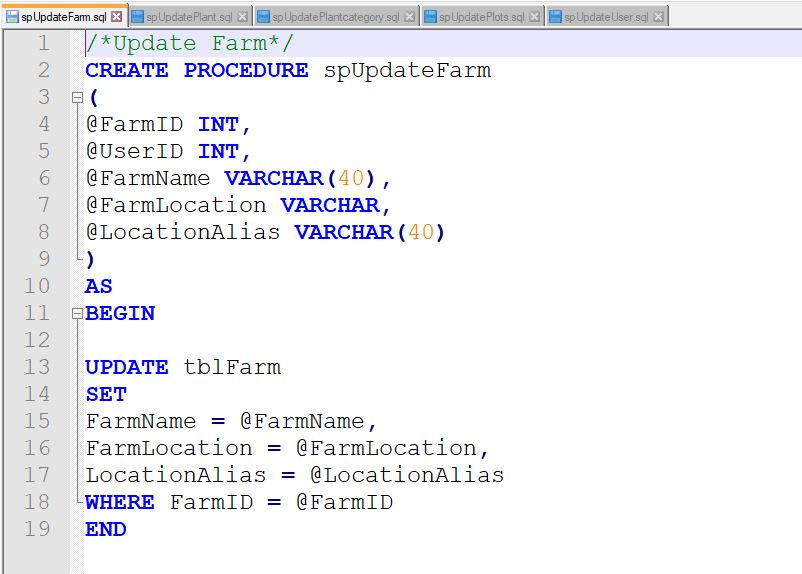 spUpdateFarm.sql spUpdatePlant.sql spUpdatePlantcategory.sql spUpdatePlots.sql spUpdateUser.sql
1 /*Update Farm*/
2 CREATE PROCEDURE spUpdateFarm
3 (
4 @FarmID INT,
5 @UserID INT,
6 @FarmName VARCHAR(40),
7 @FarmLocation VARCHAR,
8 @LocationAlias VARCHAR(40)
9 )
10 AS
11 BEGIN
12
13 UPDATE tblFarm
14 SET
15 FarmName = @FarmName,
16 FarmLocation = @FarmLocation,
17 LocationAlias = @LocationAlias
18 WHERE FarmID = @FarmID
19 END